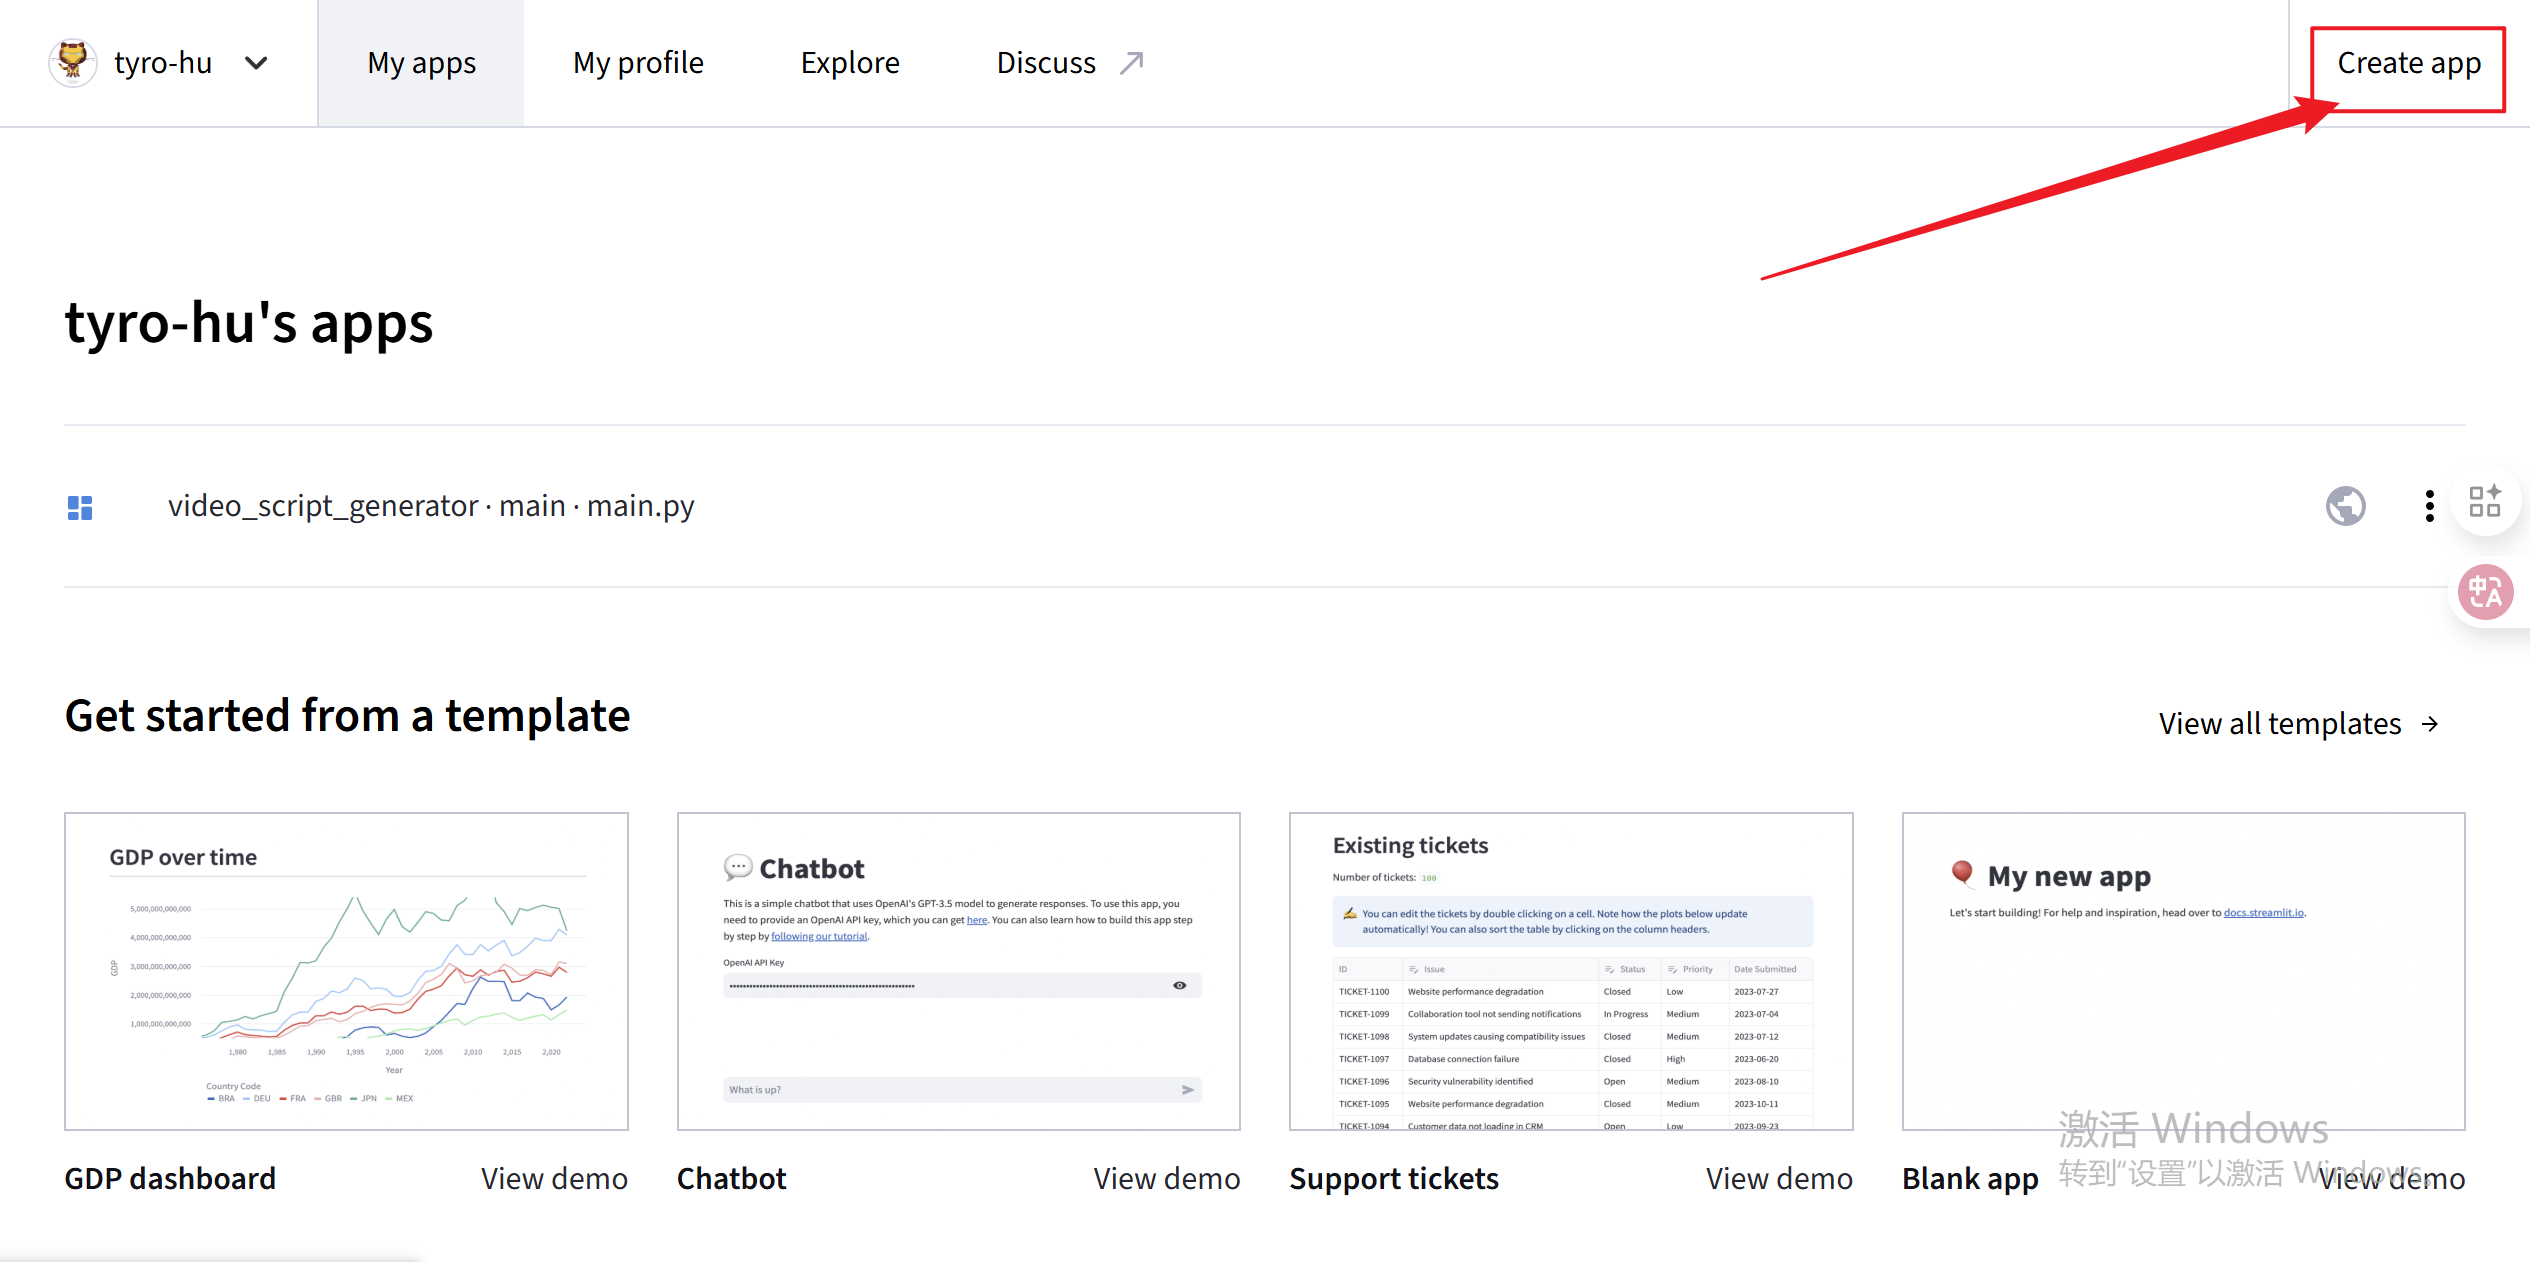 tyro-hu
My apps
My profile
Explore
Discuss
Create app
tyro-hu's apps
video_script_generator · main · main.py
中A
Get started from a template
View all templates →
GDP over time
5,000,000,000,000
4,000,000,000,000
3,000,000,000,000
2,000,000,000,000
1,000,000,000,000
GDP
1,980 1,985 1,990 1,995 2,000 2,005 2,010 2,015 2,020
Year
Country Code
BRA DEU FRA GBR JPN MEX
GDP dashboard
View demo
Chatbot
This is a simple chatbot that uses OpenAI's GPT-3.5 model to generate responses. To use this app, you
need to provide an OpenAI API key, which you can get here. You can also learn how to build this app step
by step by following our tutorial.
OpenAI API Key
What is up?
Chatbot
View demo
Existing tickets
Number of tickets: 100
You can edit the tickets by double clicking on a cell. Note how the plots below update
automatically! You can also sort the table by clicking on the column headers.
ID Issue Status Priority Date Submitted
TICKET-1100 Website performance degradation Closed Low 2023-07-27
TICKET-1099 Collaboration tool not sending notifications In Progress Medium 2023-07-04
TICKET-1098 System updates causing compatibility issues Closed Medium 2023-07-12
TICKET-1097 Database connection failure Closed High 2023-06-20
TICKET-1096 Security vulnerability identified Open Medium 2023-08-10
TICKET-1095 Website performance degradation Closed Medium 2023-10-11
TICKET-1094 Customer data not loading in CRM Open Low 2023-09-23
Support tickets
View demo
My new app
Let's start building! For help and inspiration, head over to docs.streamlit.io.
Blank app
View demo
激活 Windows
转到“设置”以激活 Windows。